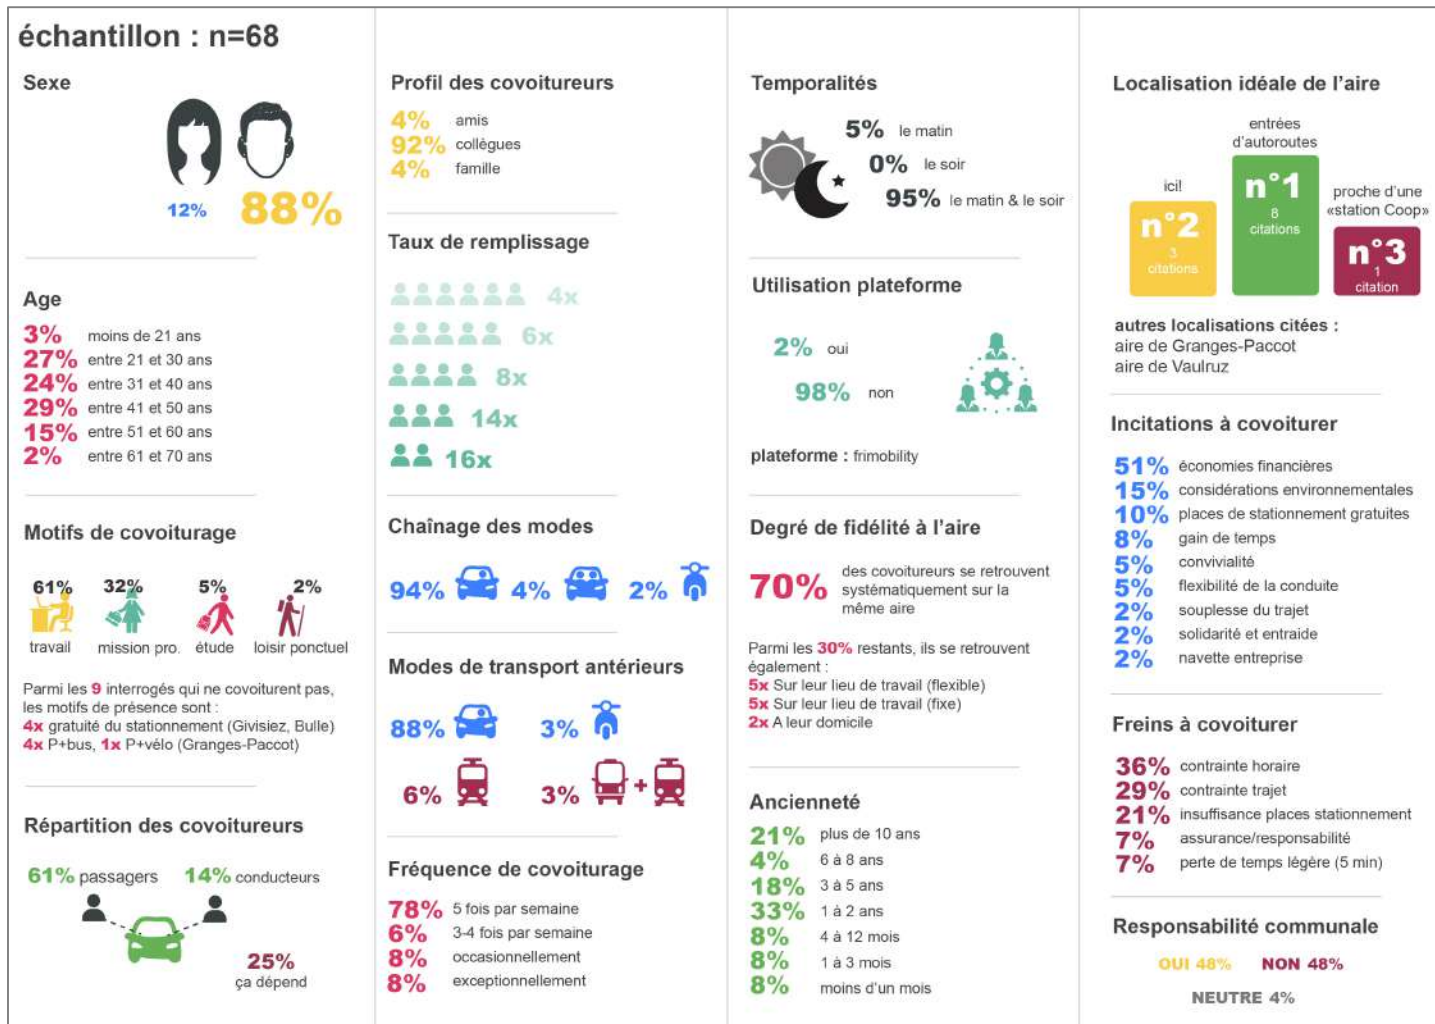 échantillon : n=68
Sexe
12%
88%
Age
3% moins de 21 ans
27% entre 21 et 30 ans
24% entre 31 et 40 ans
29% entre 41 et 50 ans
15% entre 51 et 60 ans
2% entre 61 et 70 ans
Motifs de covoiturage
61% 32% 5% 2%
travail mission pro. étude loisir ponctuel
Parmi les 9 interrogés qui ne covoiturent pas,
les motifs de présence sont :
4x gratuité du stationnement (Givisiez, Bulle)
4x P+bus, 1x P+vélo (Granges-Paccot)
Répartition des covoitureurs
61% passagers 14% conducteurs
25%
ça dépend
Profil des covoitureurs
4% amis
92% collègues
4% famille
Taux de remplissage
4x
6x
8x
14x
16x
Chaînage des modes
94% 4% 2%
Modes de transport antérieurs
88% 3%
6% 3% +
Fréquence de covoiturage
78% 5 fois par semaine
6% 3-4 fois par semaine
8% occasionnellement
8% exceptionnellement
Temporalités
5% le matin
0% le soir
95% le matin & le soir
Utilisation plateforme
2% oui
98% non
plateforme : frimobility
Degré de fidélité à l'aire
70% des covoitureurs se retrouvent
systématiquement sur la
même aire
Parmi les 30% restants, ils se retrouvent
également :
5x Sur leur lieu de travail (flexible)
5x Sur leur lieu de travail (fixe)
2x A leur domicile
Ancienneté
21% plus de 10 ans
4% 6 à 8 ans
18% 3 à 5 ans
33% 1 à 2 ans
8% 4 à 12 mois
8% 1 à 3 mois
8% moins d'un mois
Localisation idéale de l'aire
entrées
d'autoroutes
n°1
8
citations
ici!
n°2
3
citations
proche d'une
«station Coop»
n°3
1
citation
autres localisations citées :
aire de Granges-Paccot
aire de Vaulruz
Incitations à covoiturer
51% économies financières
15% considérations environnementales
10% places de stationnement gratuites
8% gain de temps
5% convivialité
5% flexibilité de la conduite
2% souplesse du trajet
2% solidarité et entraide
2% navette entreprise
Freins à covoiturer
36% contrainte horaire
29% contrainte trajet
21% insuffisance places stationnement
7% assurance/responsabilité
7% perte de temps légère (5 min)
Responsabilité communale
OUI 48% NON 48%
NEUTRE 4%